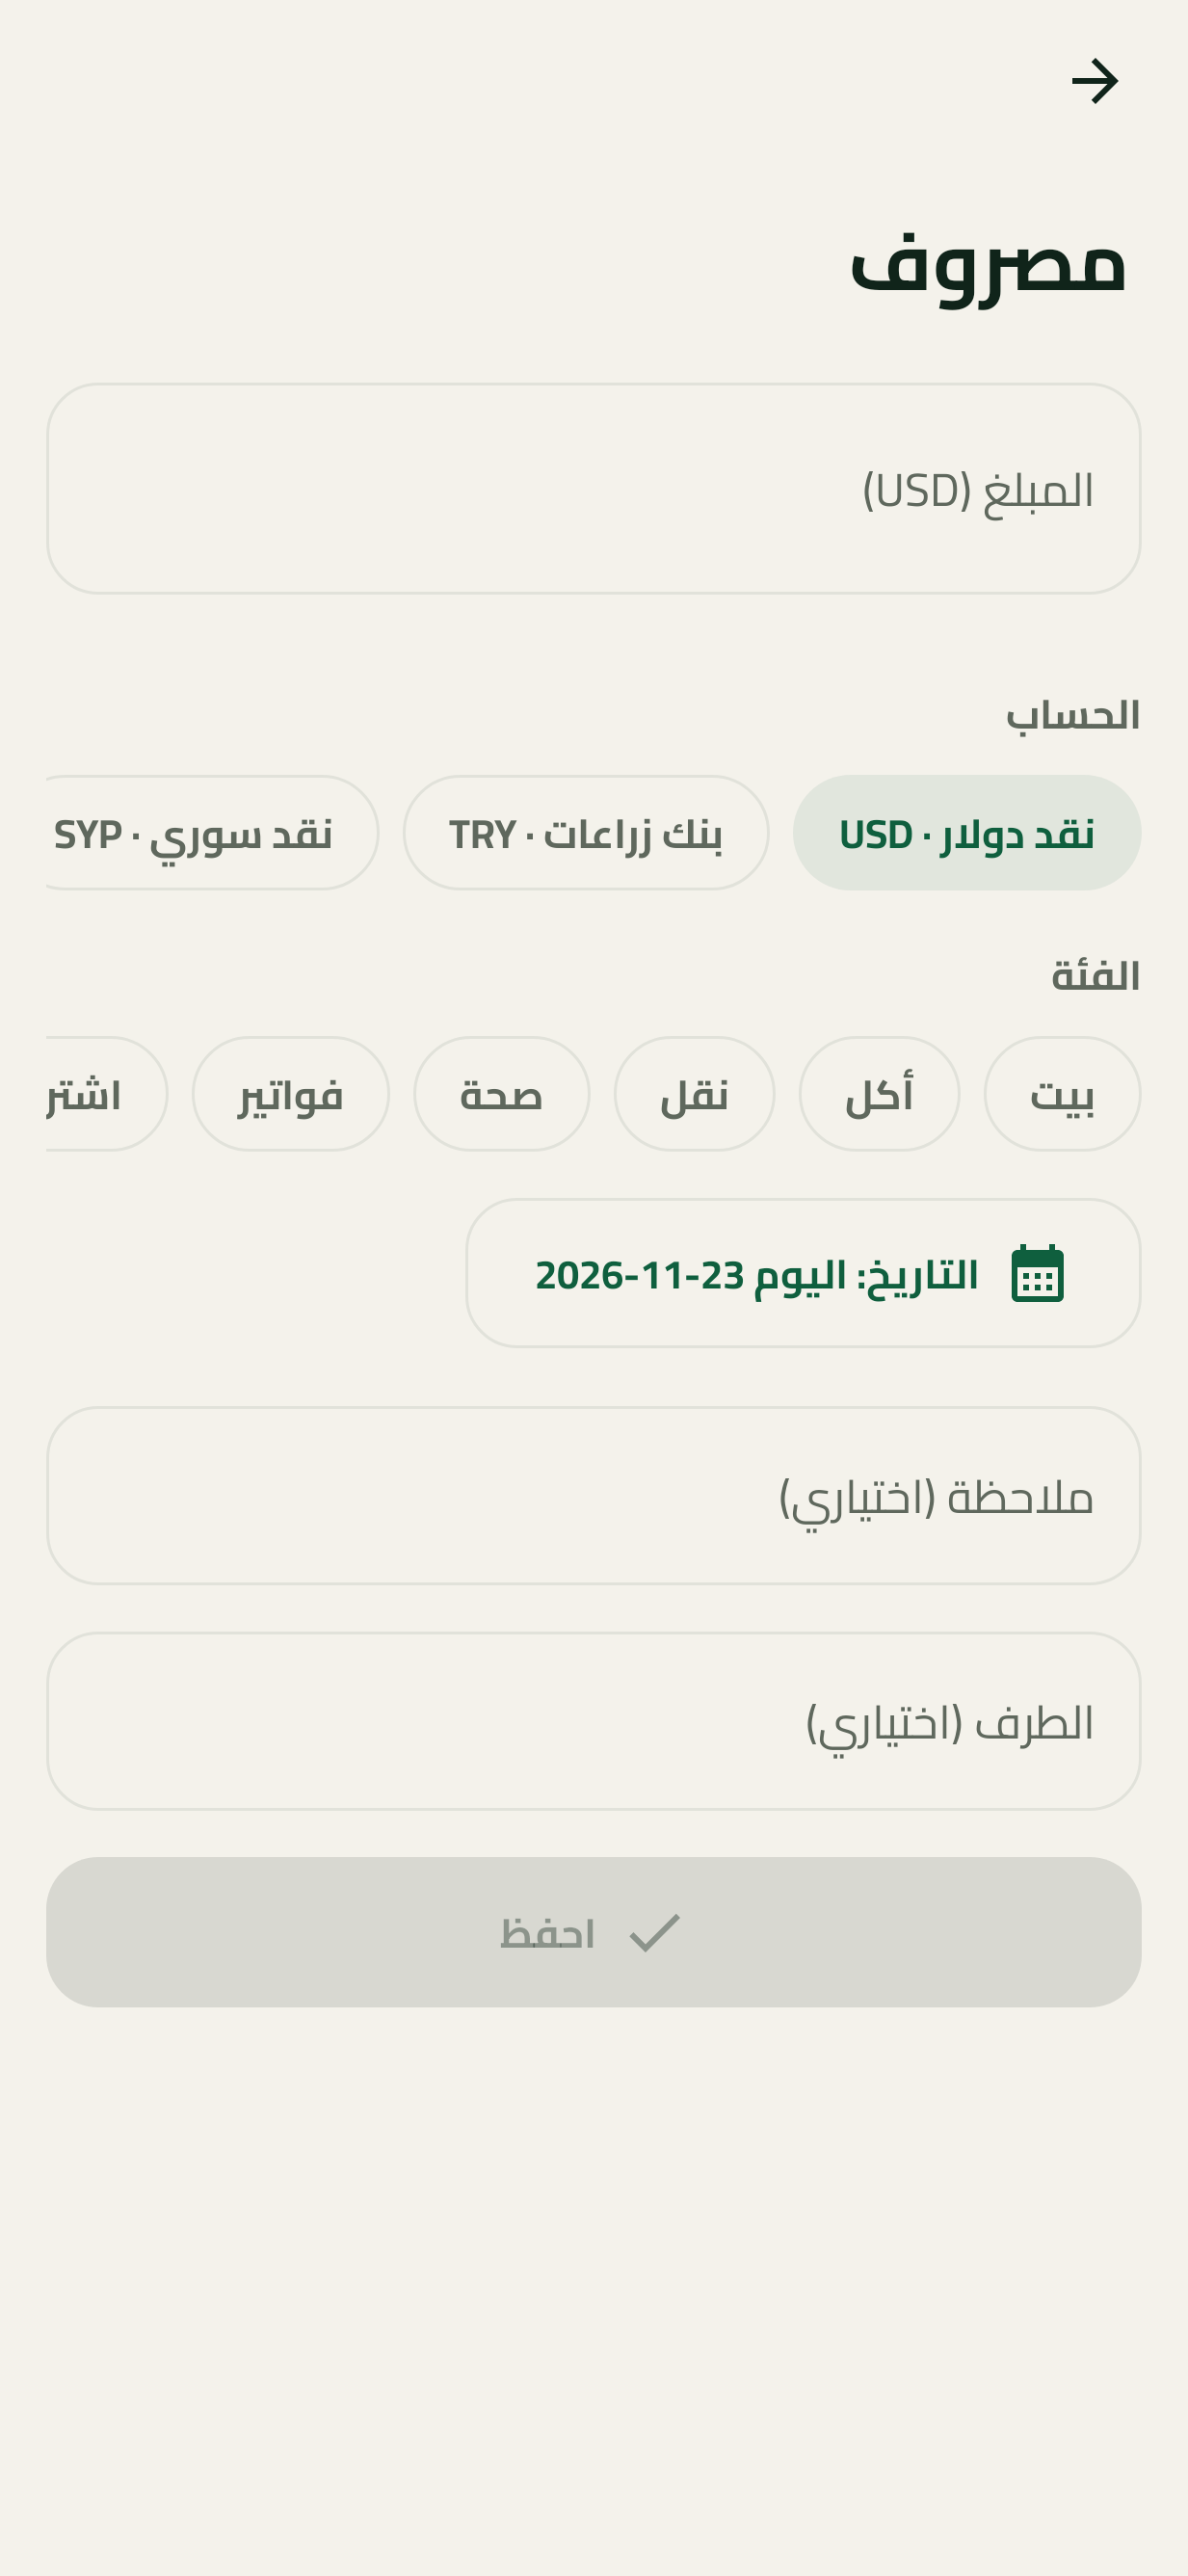 مصروف
المبلغ (USD)
الحساب
نقد دولار · USD بنك زراعات · TRY نقد سوري · SYP
الفئة
بيت أكل نقل صحة فواتير اشتر
التاريخ: اليوم 23-11-2026
ملاحظة (اختياري)
الطرف (اختياري)
احفظ